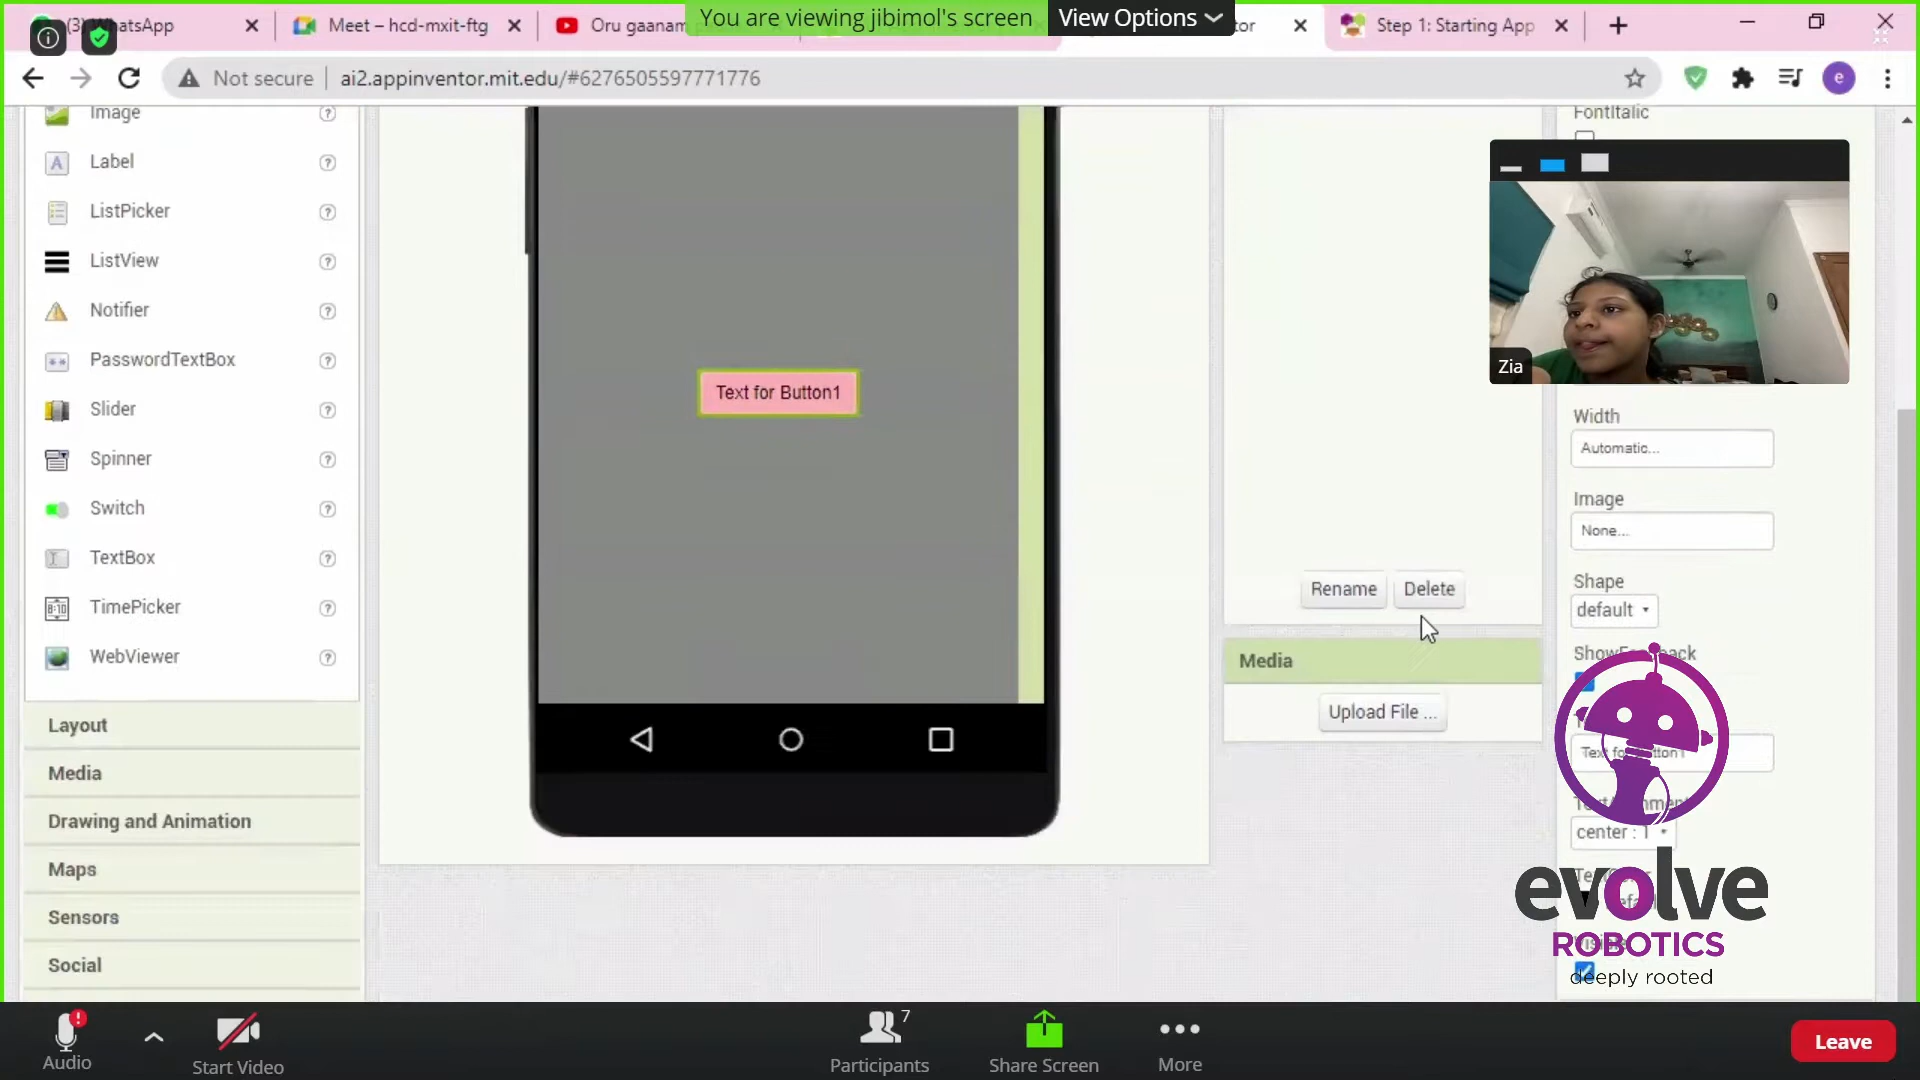 You are viewing jibimol's screen
View Options
(3) WhatsApp
Meet – hcd-mxit-ftg
Oru gaanam
tor
Step 1: Starting App
Not secure
ai2.appinventor.mit.edu/#6276505597771776
e
Image
Label
ListPicker
ListView
Notifier
PasswordTextBox
Slider
Spinner
Switch
TextBox
TimePicker
WebViewer
Layout
Media
Drawing and Animation
Maps
Sensors
Social
Text for Button1
Rename
Delete
Media
Upload File ...
FontItalic
Zia
Width
Automatic...
Image
None...
Shape
default
center : 1
evolve
ROBOTICS
deeply rooted
Audio
Start Video
Participants
7
Share Screen
More
Leave